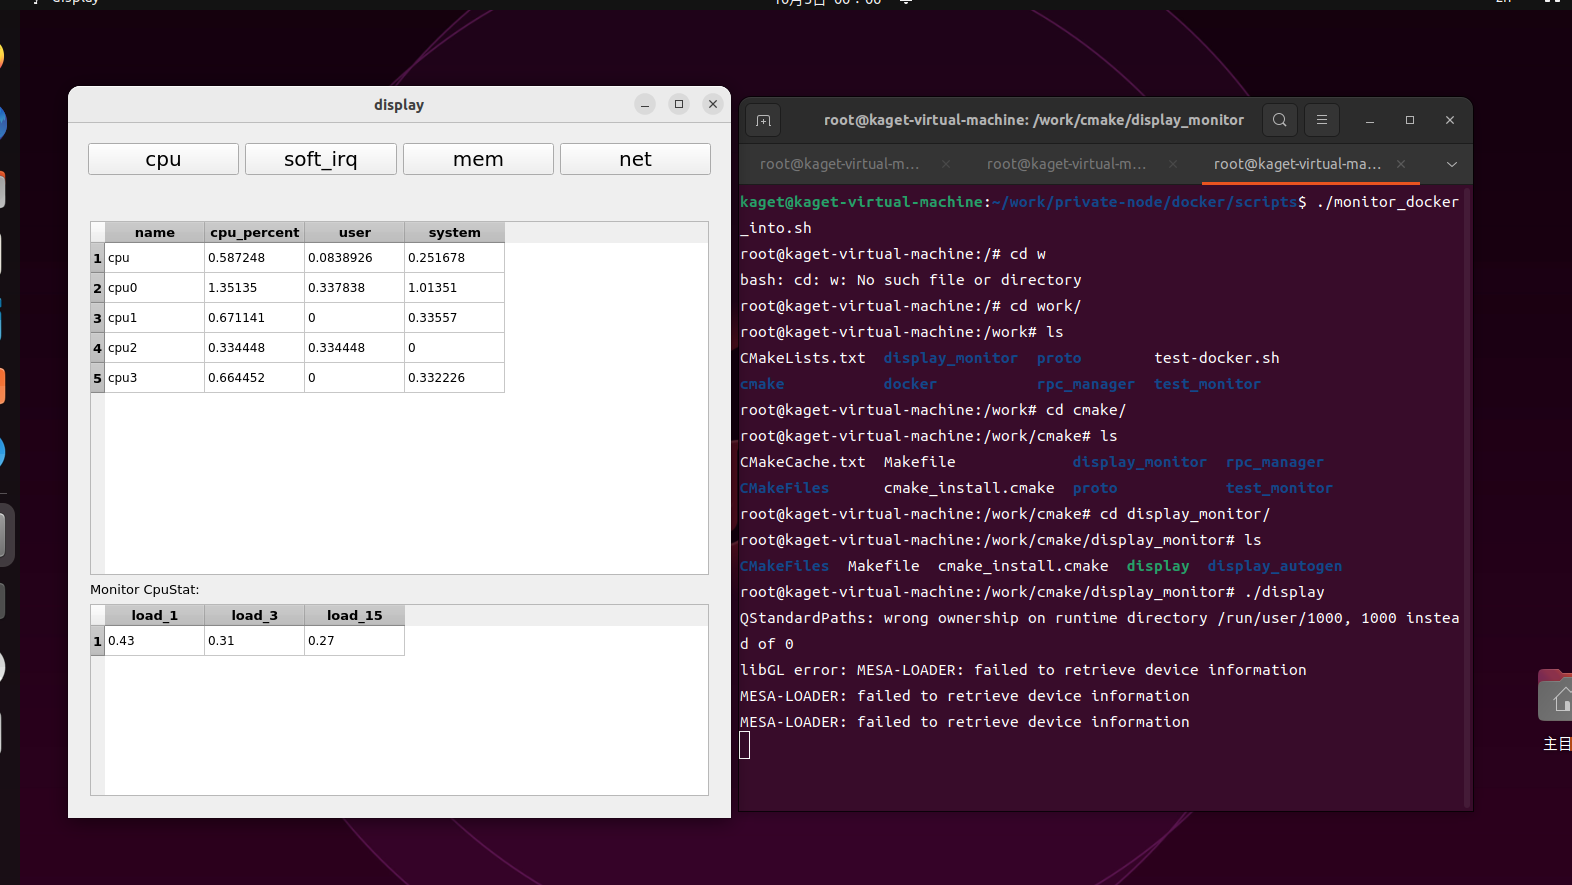 display
display
cpu soft_irq mem net
name cpu_percent user system
1 cpu 0.587248 0.0838926 0.251678
2 cpu0 1.35135 0.337838 1.01351
3 cpu1 0.671141 0 0.33557
4 cpu2 0.334448 0.334448 0
5 cpu3 0.664452 0 0.332226
Monitor CpuStat:
load_1 load_3 load_15
1 0.43 0.31 0.27
root@kaget-virtual-machine: /work/cmake/display_monitor
root@kaget-virtual-m... root@kaget-virtual-m... root@kaget-virtual-ma...
kaget@kaget-virtual-machine:~/work/private-node/docker/scripts$ ./monitor_docker
_into.sh
root@kaget-virtual-machine:/# cd w
bash: cd: w: No such file or directory
root@kaget-virtual-machine:/# cd work/
root@kaget-virtual-machine:/work# ls
CMakeLists.txt display_monitor proto test-docker.sh
cmake docker rpc_manager test_monitor
root@kaget-virtual-machine:/work# cd cmake/
root@kaget-virtual-machine:/work/cmake# ls
CMakeCache.txt Makefile display_monitor rpc_manager
CMakeFiles cmake_install.cmake proto test_monitor
root@kaget-virtual-machine:/work/cmake# cd display_monitor/
root@kaget-virtual-machine:/work/cmake/display_monitor# ls
CMakeFiles Makefile cmake_install.cmake display display_autogen
root@kaget-virtual-machine:/work/cmake/display_monitor# ./display
QStandardPaths: wrong ownership on runtime directory /run/user/1000, 1000 instea
d of 0
libGL error: MESA-LOADER: failed to retrieve device information
MESA-LOADER: failed to retrieve device information
MESA-LOADER: failed to retrieve device information
主目